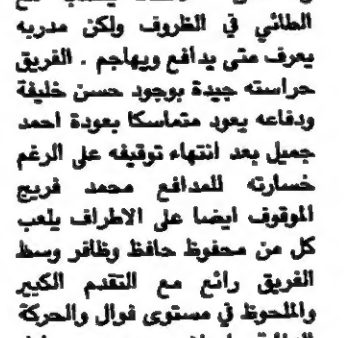 الطائي في الظروف ولكن مدربه
يعرف متى يدافع ويهاجم . الفريق
حراسته جيدة بوجود حسن خليفة
ودفاعه يعود متماسكا بعودة احمد
جميل بعد انتهاء توقيفه على الرغم
خسارته للمدافع محمد فريج
الموقوف ايضا على الاطراف يلعب
كل من محفوظ حافظ وظافر وسط
الفريق رائع مع التقدم الكبير
والملحوظ في مستوى فوال والحركة